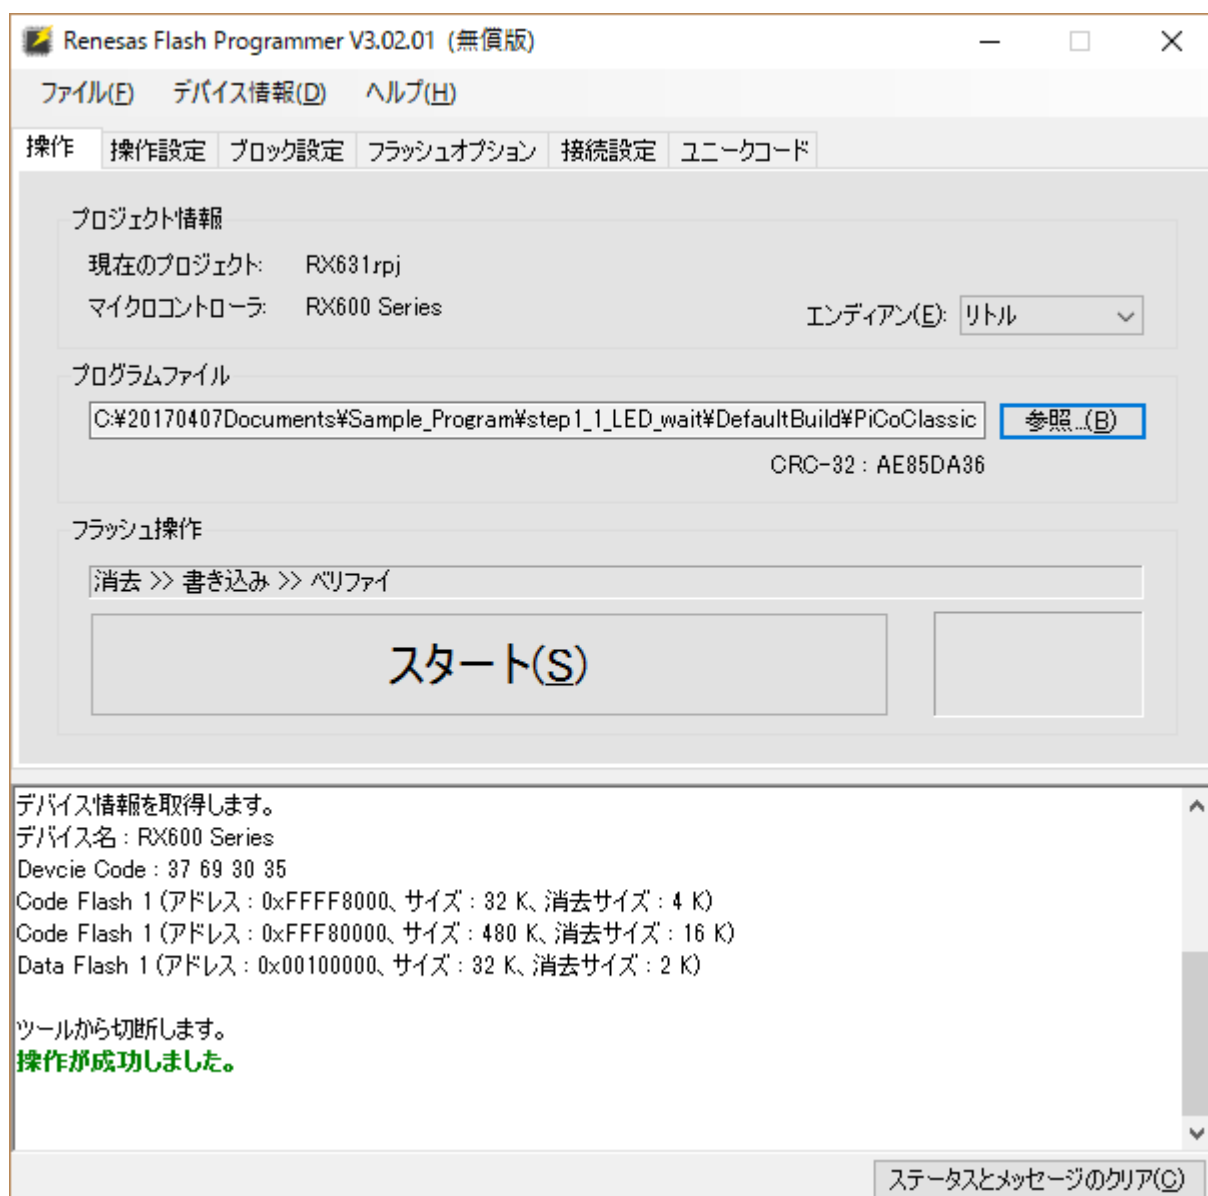 Renesas Flash Programmer V3.02.01 (無償版)
ファイル(F) デバイス情報(D) ヘルプ(H)
操作 操作設定 ブロック設定 フラッシュオプション 接続設定 ユニークコード
プロジェクト情報
現在のプロジェクト: RX631.rpj
マイクロコントローラ: RX600 Series
エンディアン(E): リトル
プログラムファイル
C:¥20170407Documents¥Sample_Program¥step1_1_LED_wait¥DefaultBuild¥PiCoClassic 参照...(B)
CRC-32 : AE85DA36
フラッシュ操作
消去 >> 書き込み >> ベリファイ
スタート(S)
デバイス情報を取得します。
デバイス名 : RX600 Series
Devcie Code : 37 69 30 35
Code Flash 1 (アドレス : 0xFFFF8000、サイズ : 32 K、消去サイズ : 4 K)
Code Flash 1 (アドレス : 0xFFF80000、サイズ : 480 K、消去サイズ : 16 K)
Data Flash 1 (アドレス : 0x00100000、サイズ : 32 K、消去サイズ : 2 K)
ツールから切断します。
操作が成功しました。
ステータスとメッセージのクリア(C)